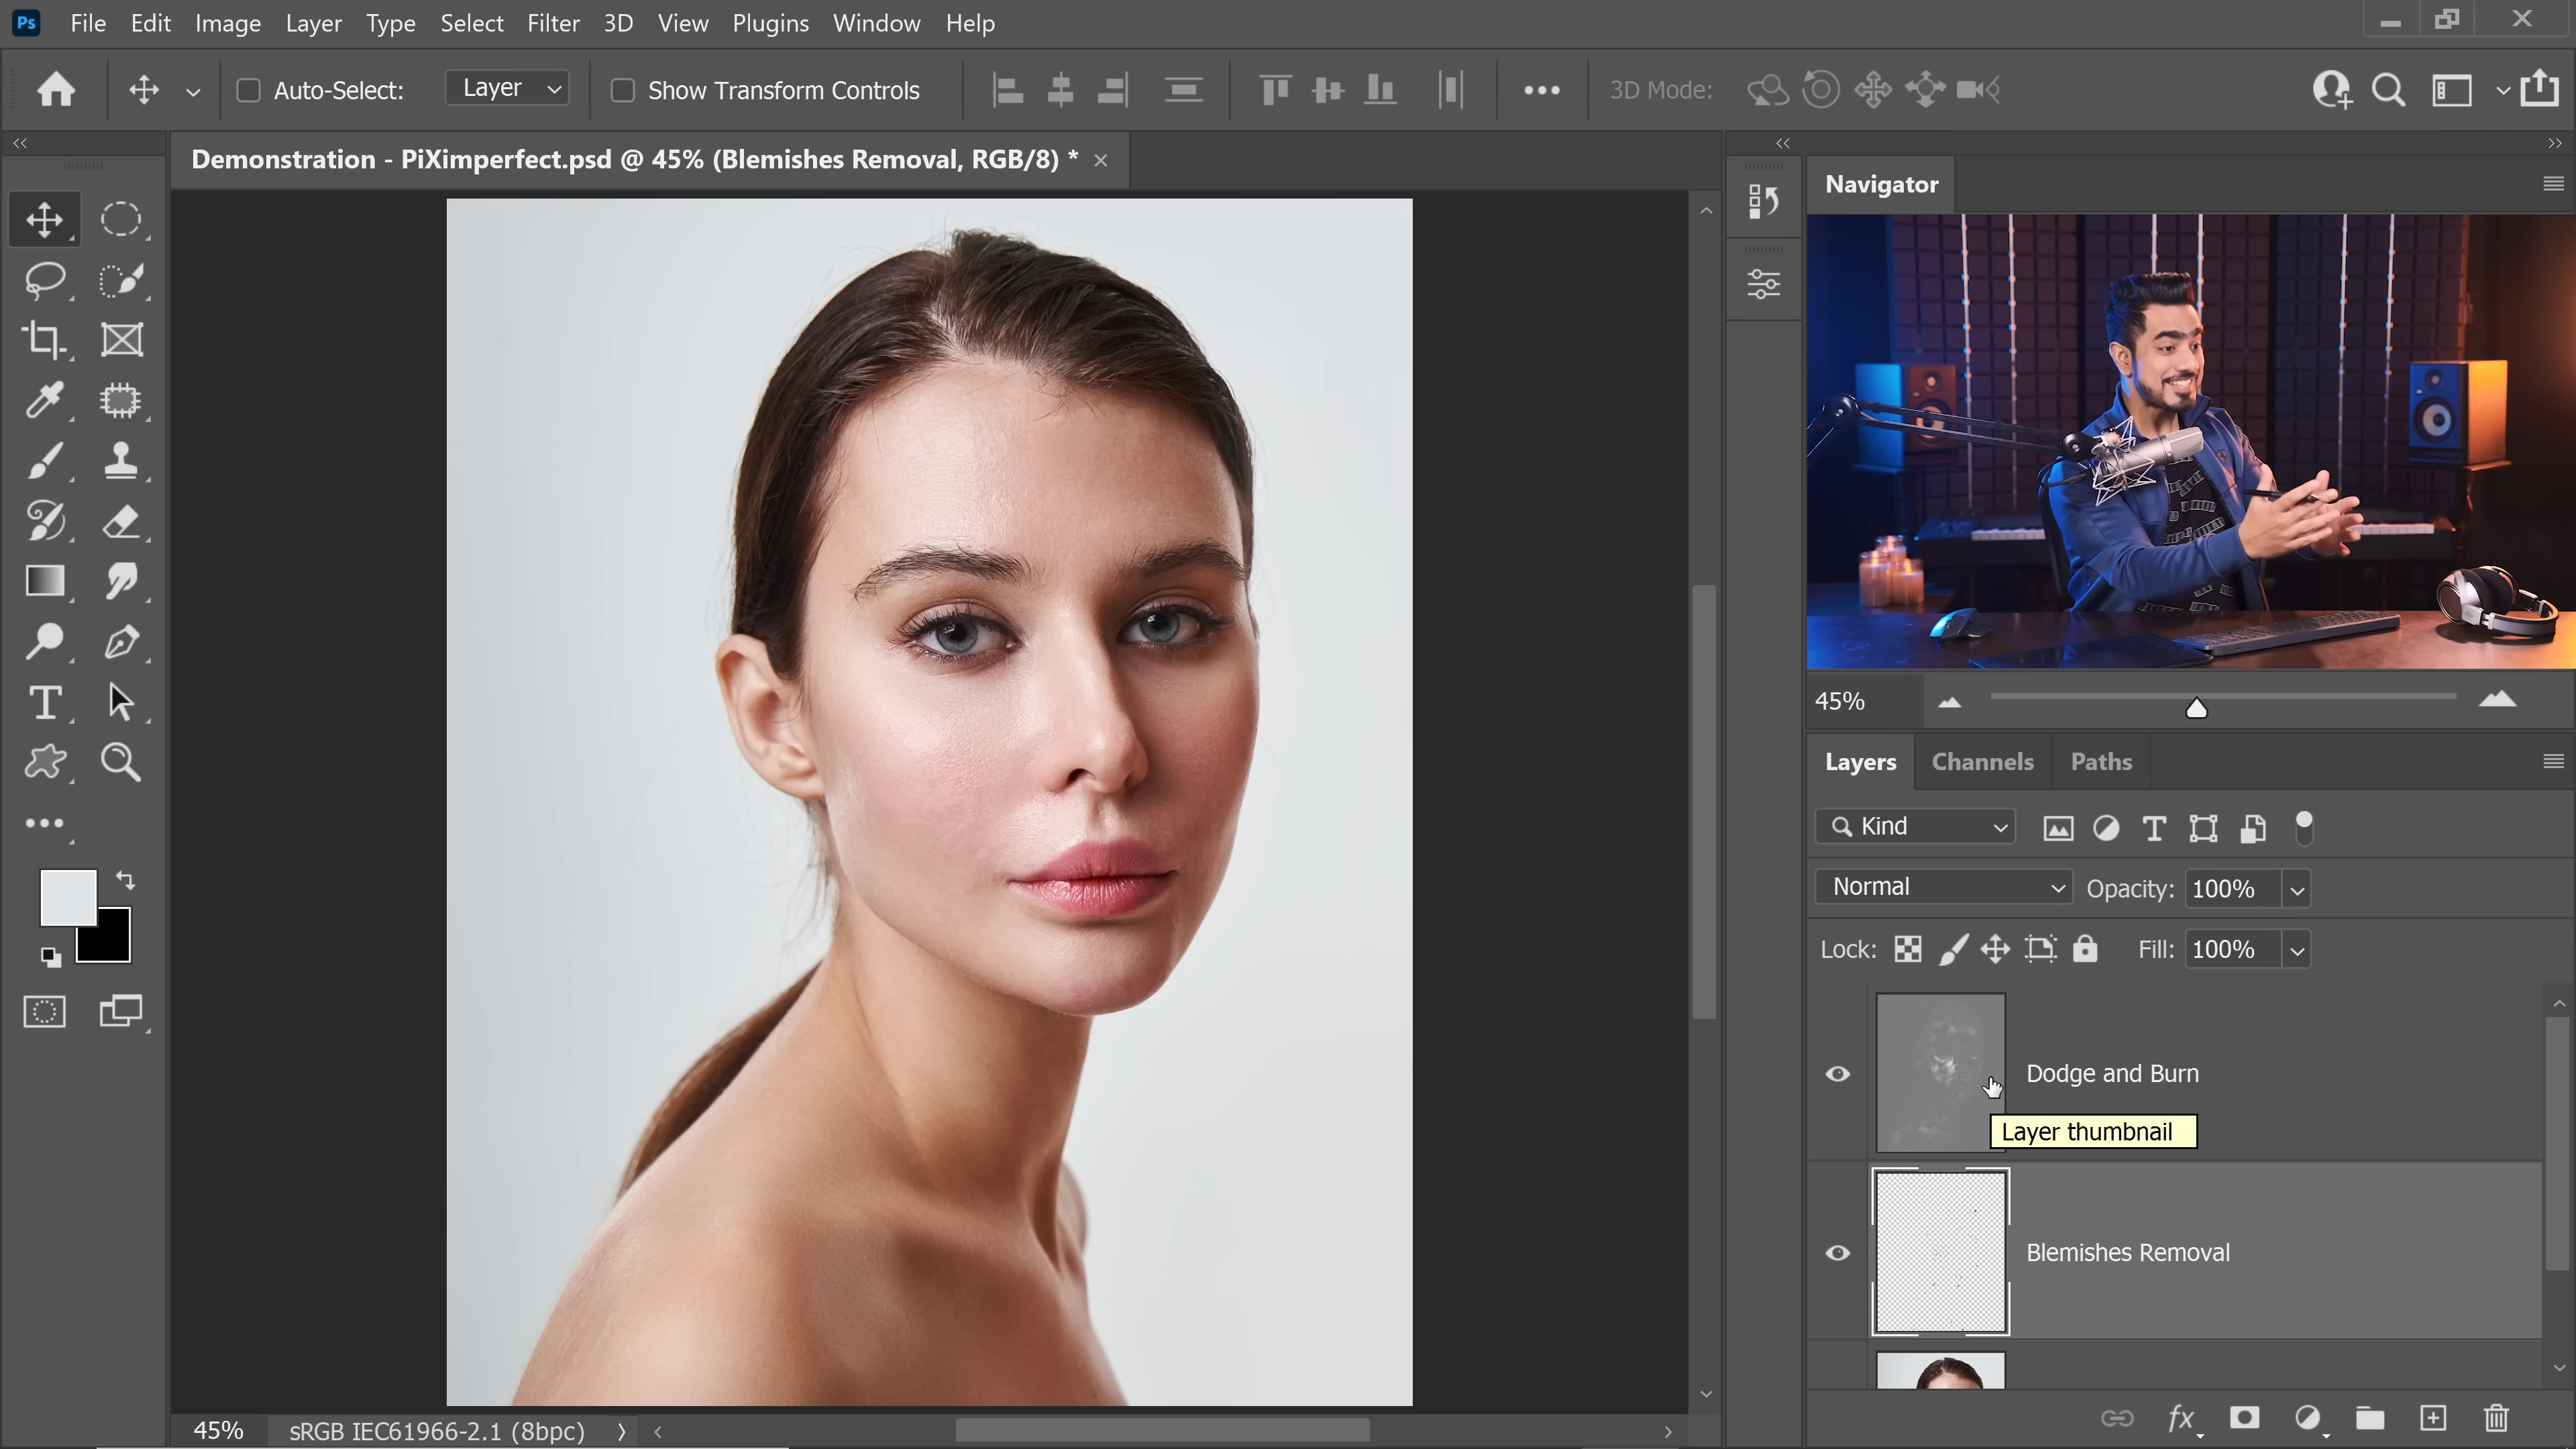 Ps File Edit Image Layer Type Select Filter 3D View Plugins Window Help
Auto-Select: Layer Show Transform Controls 3D Mode:
Demonstration - PiXimperfect.psd @ 45% (Blemishes Removal, RGB/8) *
Navigator
45%
Layers Channels Paths
Kind
Normal Opacity: 100%
Lock: Fill: 100%
Dodge and Burn
Layer thumbnail
Blemishes Removal
fx
45% sRGB IEC61966-2.1 (8bpc)